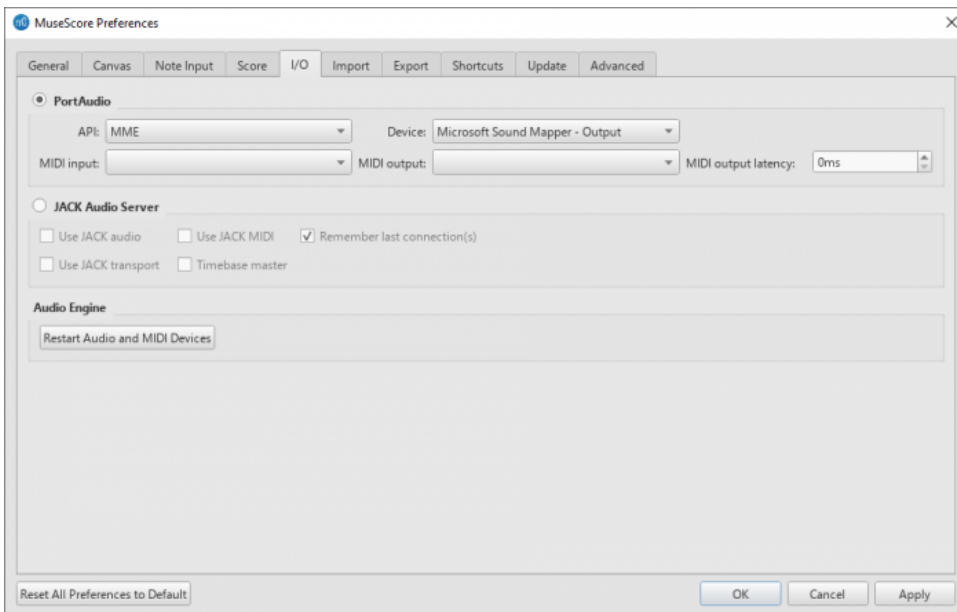 MuseScore Preferences
General Canvas Note Input Score I/O Import Export Shortcuts Update Advanced
PortAudio
API: MME Device: Microsoft Sound Mapper - Output
MIDI input: MIDI output: MIDI output latency: 0ms
JACK Audio Server
Use JACK audio Use JACK MIDI Remember last connection(s)
Use JACK transport Timebase master
Audio Engine
Restart Audio and MIDI Devices
Reset All Preferences to Default OK Cancel Apply